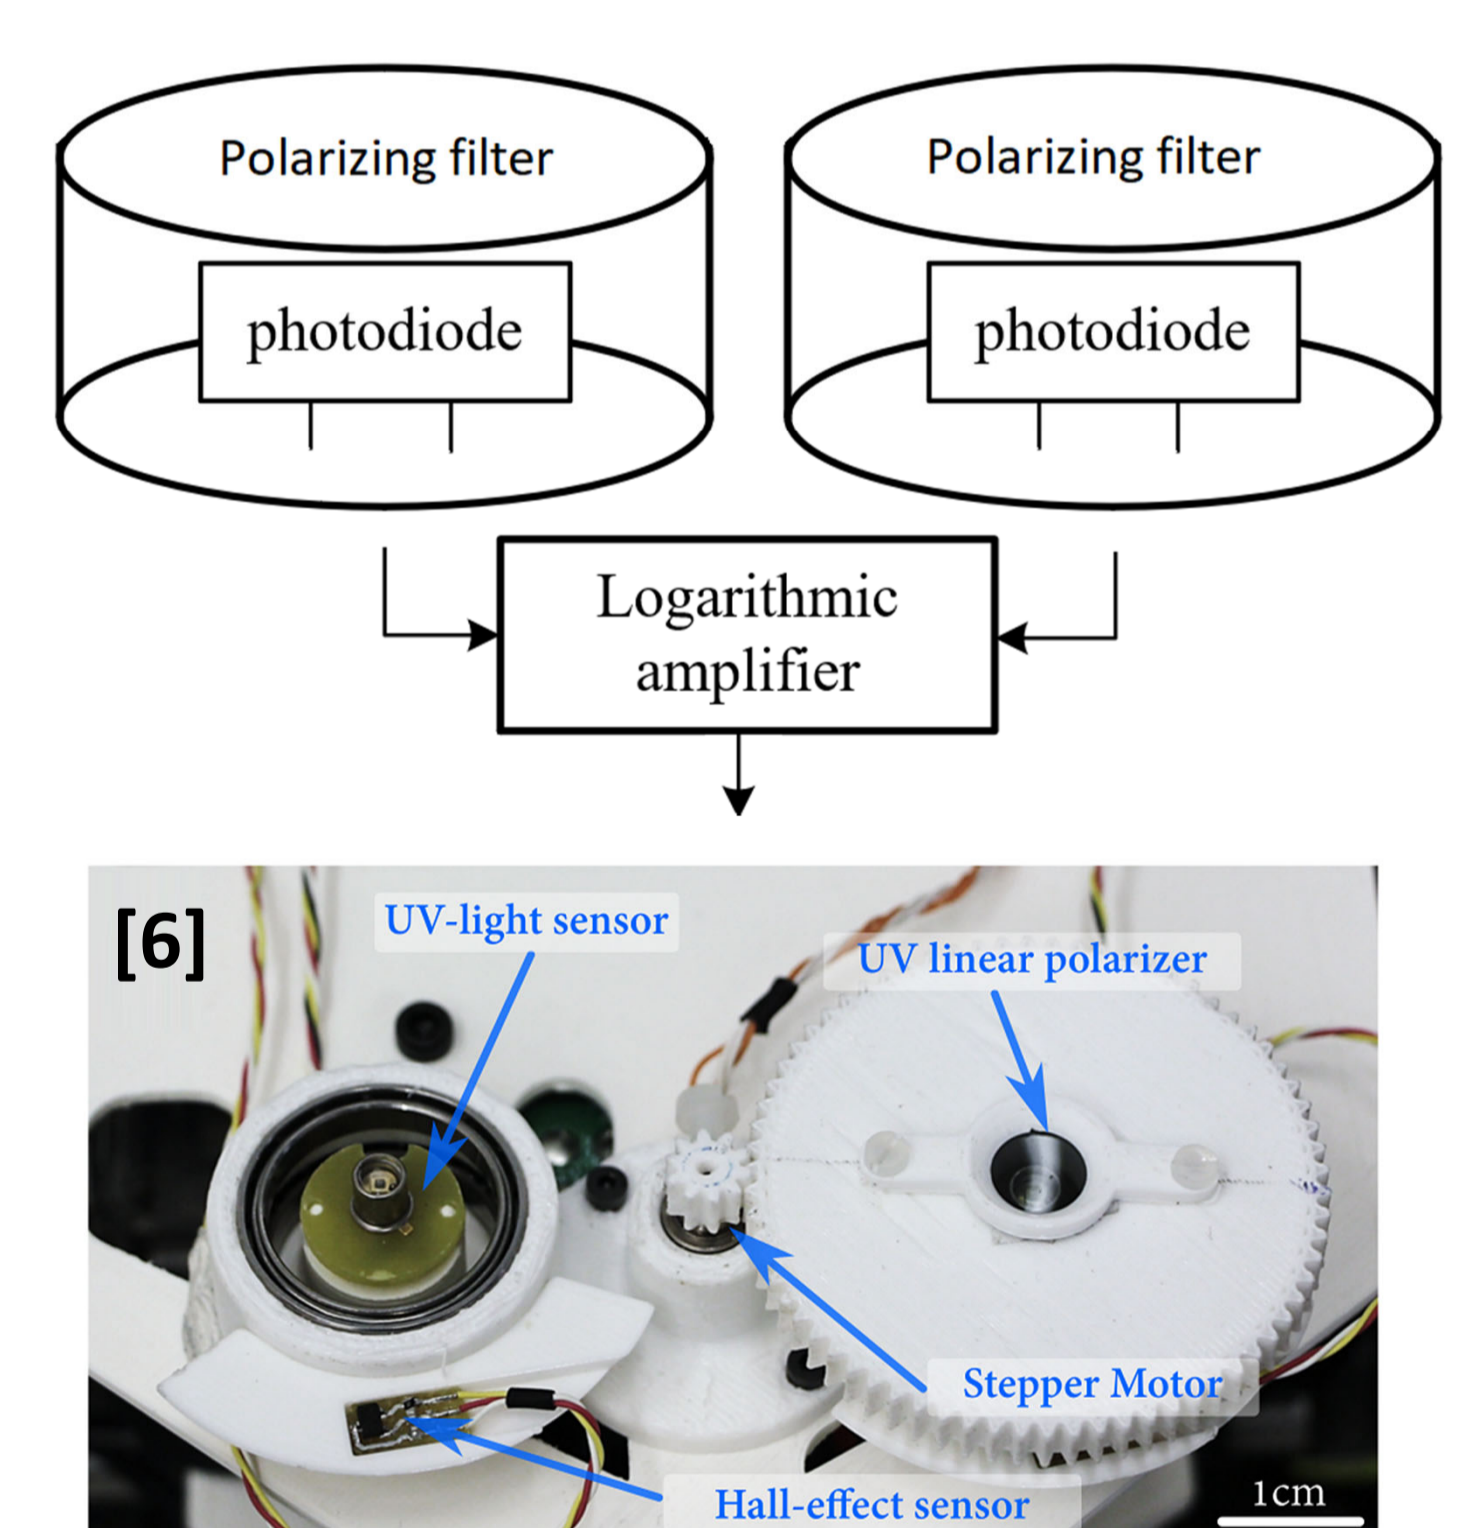 Polarizing filter
Polarizing filter
photodiode
photodiode
Logarithmic
amplifier
[6]
UV-light sensor
UV linear polarizer
Stepper Motor
Hall-effect sensor
1cm